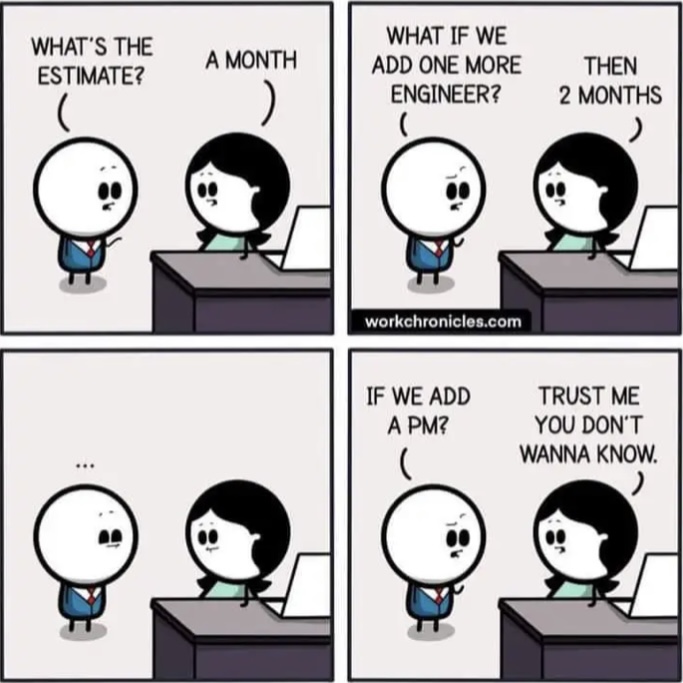 WHAT'S THE
ESTIMATE?
A MONTH
WHAT IF WE
ADD ONE MORE
ENGINEER?
THEN
2 MONTHS
workchronicles.com
...
IF WE ADD
A PM?
TRUST ME
YOU DON'T
WANNA KNOW.